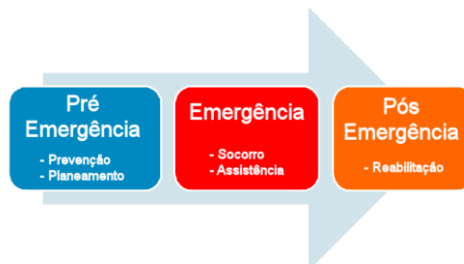 Pré
Emergência
- Prevenção
- Planeamento
Emergência
- Socorro
- Assistência
Pós
Emergência
- Reabilitação